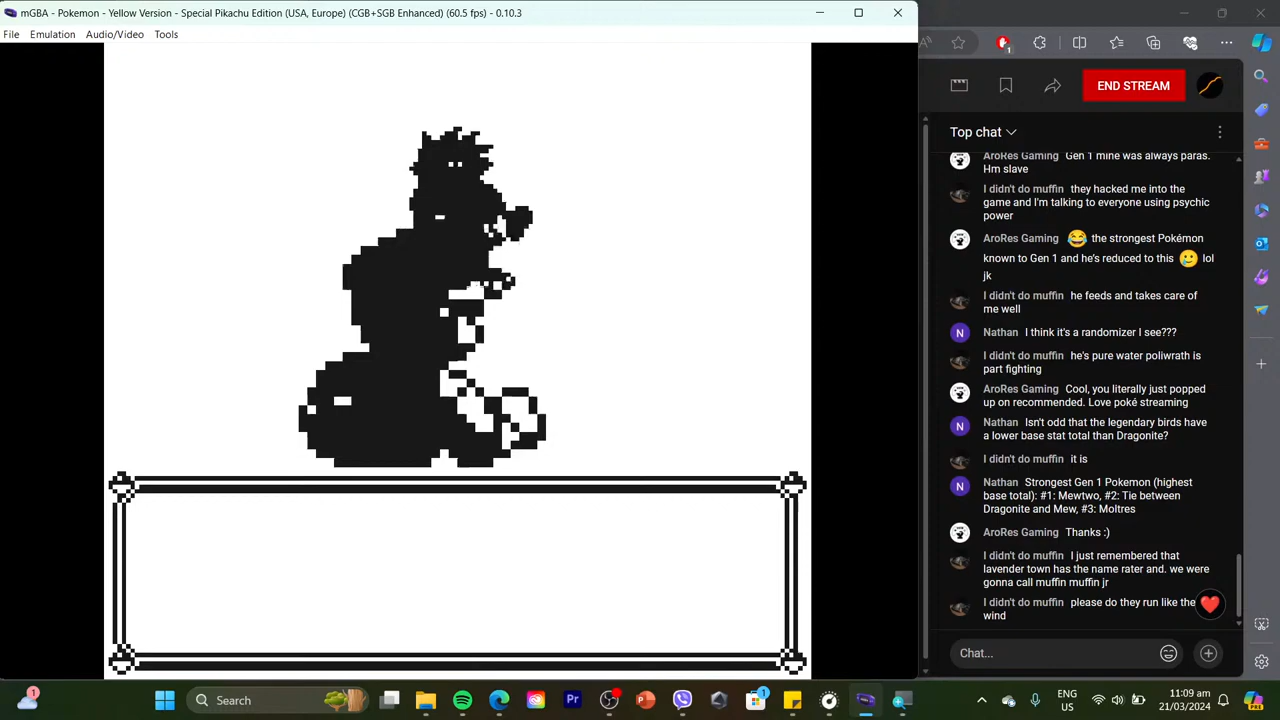 mGBA - Pokemon - Yellow Version - Special Pikachu Edition (USA, Europe) (CGB+SGB Enhanced) (60.5 fps) - 0.10.3
File Emulation Audio/Video Tools
END STREAM
Top chat
AroRes Gaming Gen 1 mine was always paras.
Hm slave
I didn't do muffin they hacked me into the
game and I'm talking to everyone using psychic
power
AroRes Gaming 😂 the strongest Pokémon
known to Gen 1 and he's reduced to this 🥲 lol
jk
I didn't do muffin he feeds and takes care of
me well
Nathan I think it's a randomizer I see???
I didn't do muffin he's pure water poliwrath is
part fighting
AroRes Gaming Cool, you literally just popped
up on recommended. Love poké streaming
Nathan Isn't odd that the legendary birds have
a lower base stat total than Dragonite?
I didn't do muffin it is
Nathan Strongest Gen 1 Pokemon (highest
base total): #1: Mewtwo, #2: Tie between
Dragonite and Mew, #3: Moltres
AroRes Gaming Thanks :)
I didn't do muffin I just remembered that
lavender town has the name rater and. we were
gonna call muffin muffin jr
I didn't do muffin please do they run like the
wind
Chat...
Search
ENG
PH
11:09 am
21/03/2024